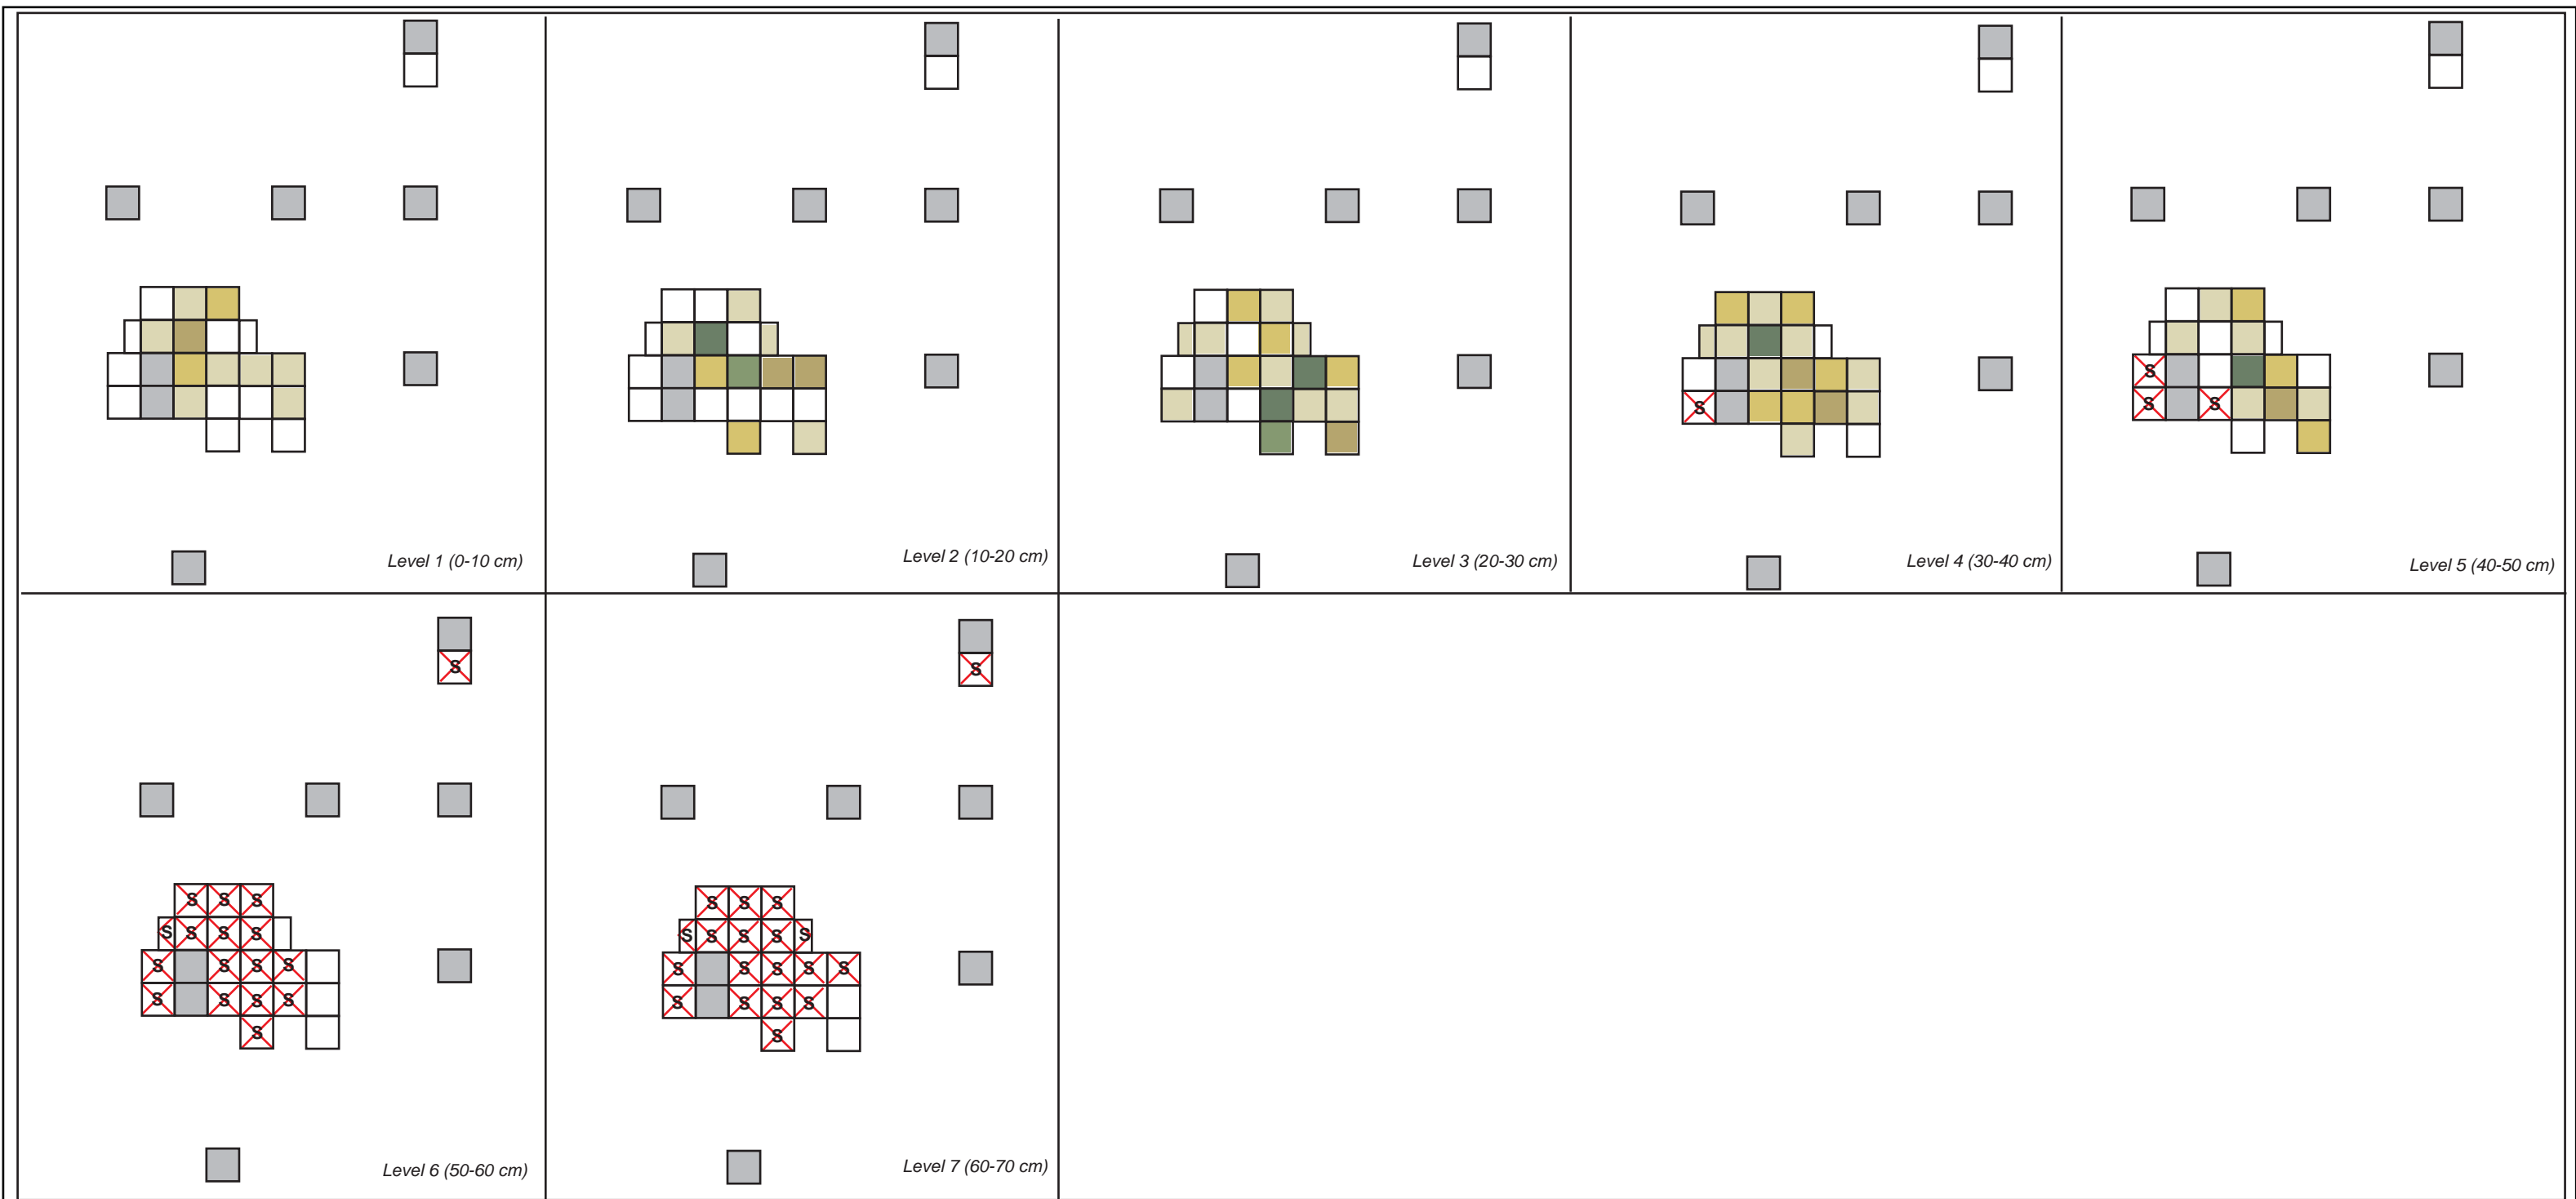 Level 1 (0-10 cm)
Level 2 (10-20 cm)
Level 3 (20-30 cm)
Level 4 (30-40 cm)
S
S
S S
Level 5 (40-50 cm)
S
S S S
S S S S
S S S S
S S S S
S
Level 6 (50-60 cm)
S
S S S
S S S S S
S S S S S
S S S S
S
Level 7 (60-70 cm)